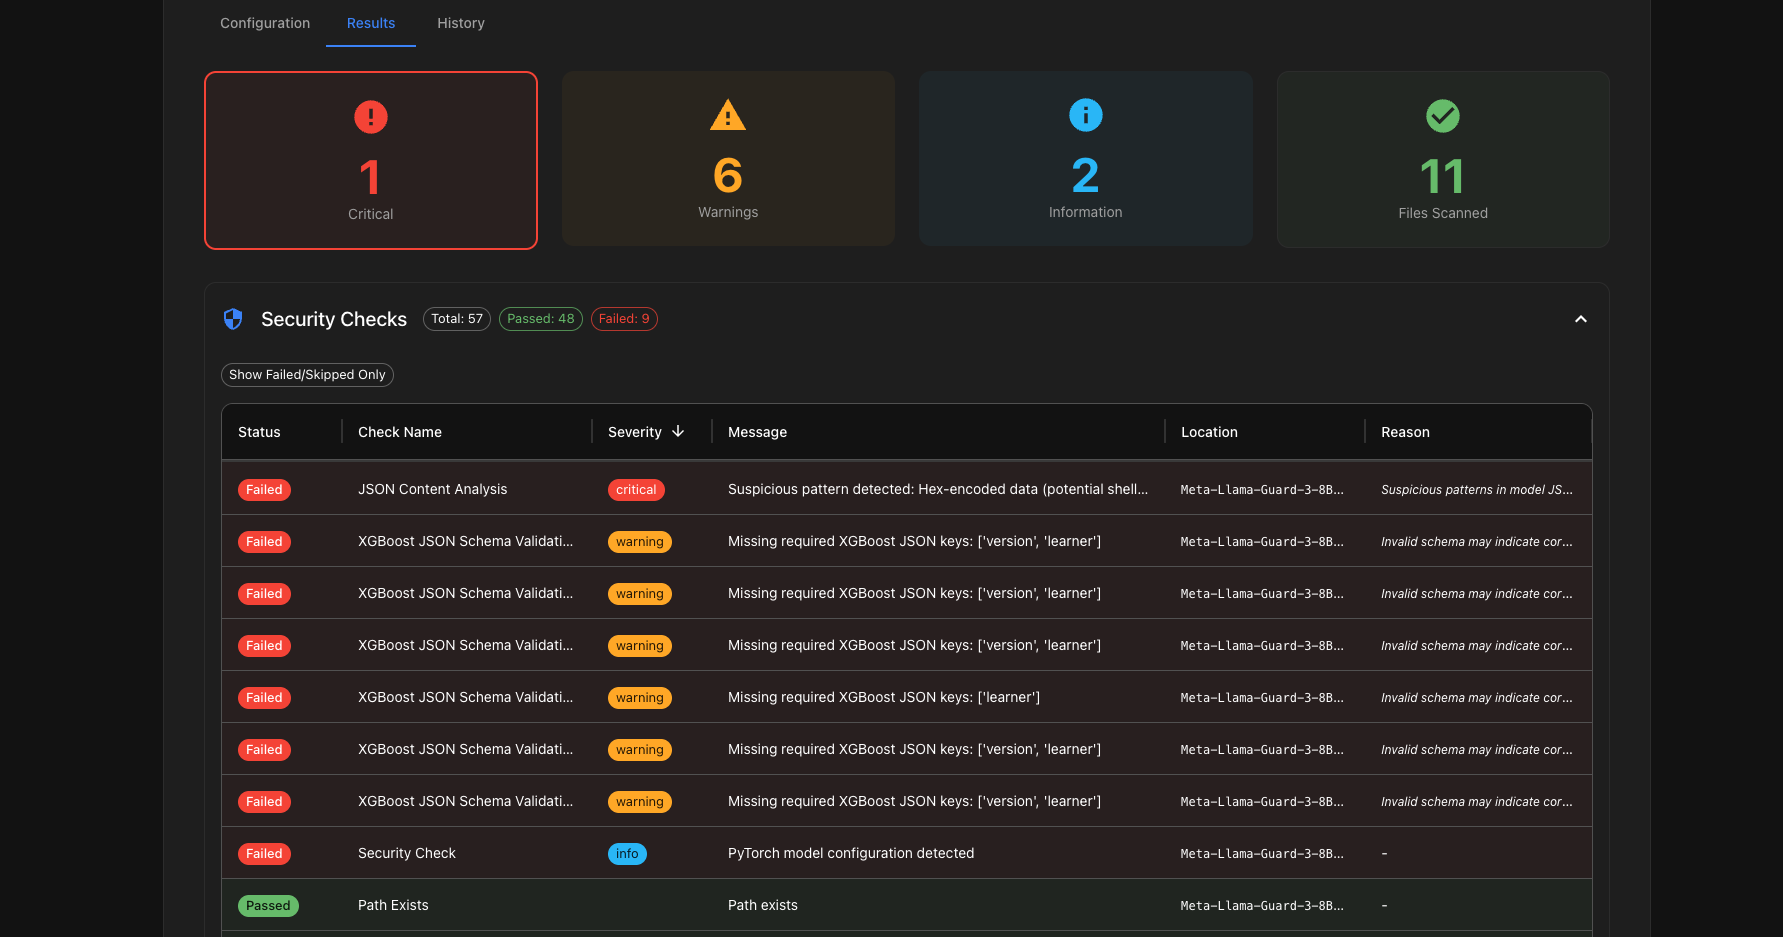 Configuration Results History
1 6 2 11
Critical Warnings Information Files Scanned
Security Checks Total: 57 Passed: 48 Failed: 9
Show Failed/Skipped Only
Status Check Name Severity Message Location Reason
Failed JSON Content Analysis critical Suspicious pattern detected: Hex-encoded data (potential shell... Meta-Llama-Guard-3-8B... Suspicious patterns in model JS...
Failed XGBoost JSON Schema Validati... warning Missing required XGBoost JSON keys: ['version', 'learner'] Meta-Llama-Guard-3-8B... Invalid schema may indicate cor...
Failed XGBoost JSON Schema Validati... warning Missing required XGBoost JSON keys: ['version', 'learner'] Meta-Llama-Guard-3-8B... Invalid schema may indicate cor...
Failed XGBoost JSON Schema Validati... warning Missing required XGBoost JSON keys: ['version', 'learner'] Meta-Llama-Guard-3-8B... Invalid schema may indicate cor...
Failed XGBoost JSON Schema Validati... warning Missing required XGBoost JSON keys: ['learner'] Meta-Llama-Guard-3-8B... Invalid schema may indicate cor...
Failed XGBoost JSON Schema Validati... warning Missing required XGBoost JSON keys: ['version', 'learner'] Meta-Llama-Guard-3-8B... Invalid schema may indicate cor...
Failed XGBoost JSON Schema Validati... warning Missing required XGBoost JSON keys: ['version', 'learner'] Meta-Llama-Guard-3-8B... Invalid schema may indicate cor...
Failed Security Check info PyTorch model configuration detected Meta-Llama-Guard-3-8B... -
Passed Path Exists Path exists Meta-Llama-Guard-3-8B... -